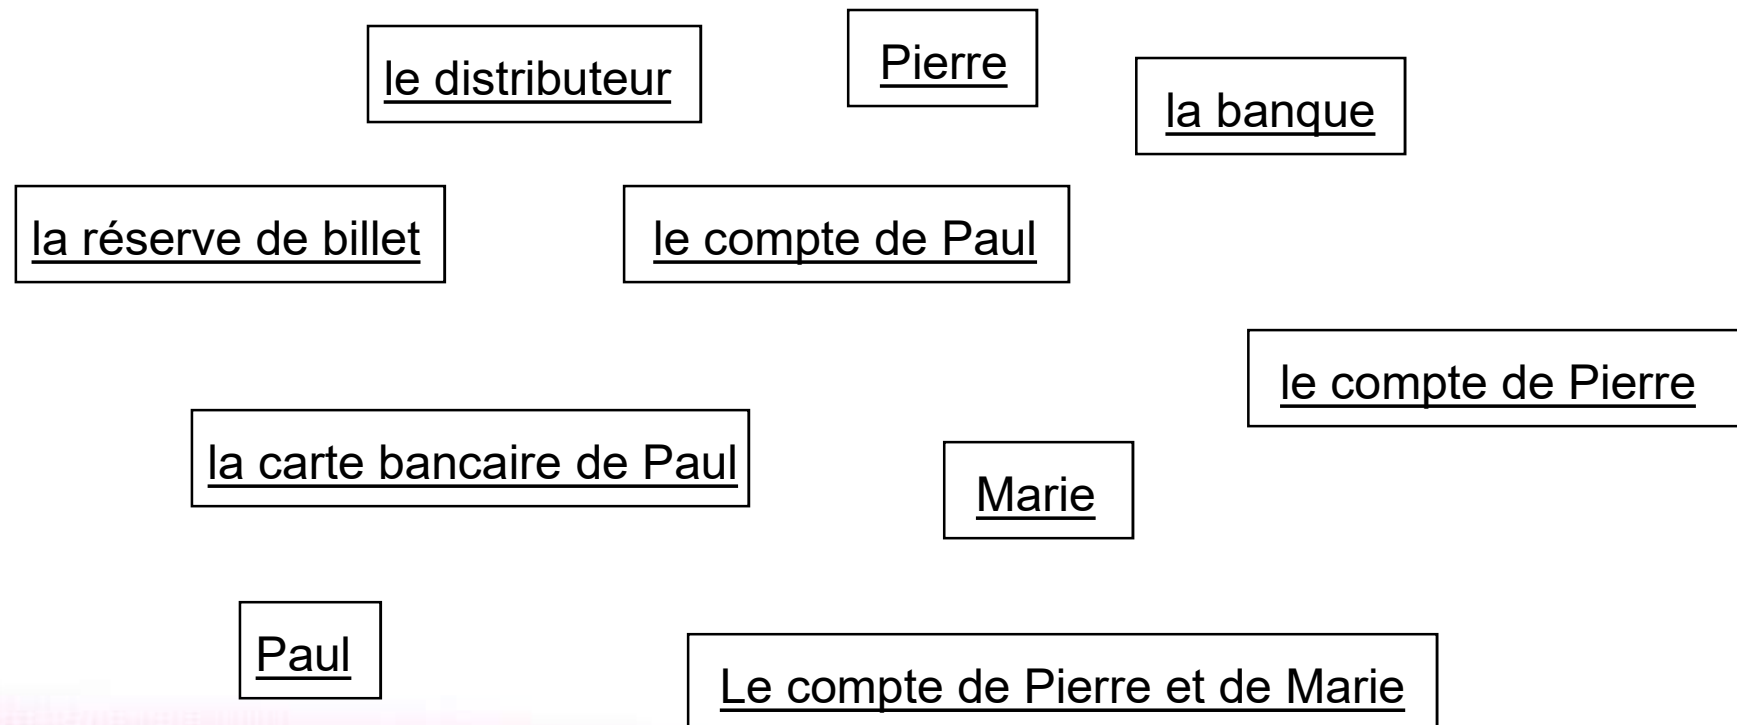 le distributeur
Pierre
la banque
la réserve de billet
le compte de Paul
le compte de Pierre
la carte bancaire de Paul
Marie
Paul
Le compte de Pierre et de Marie